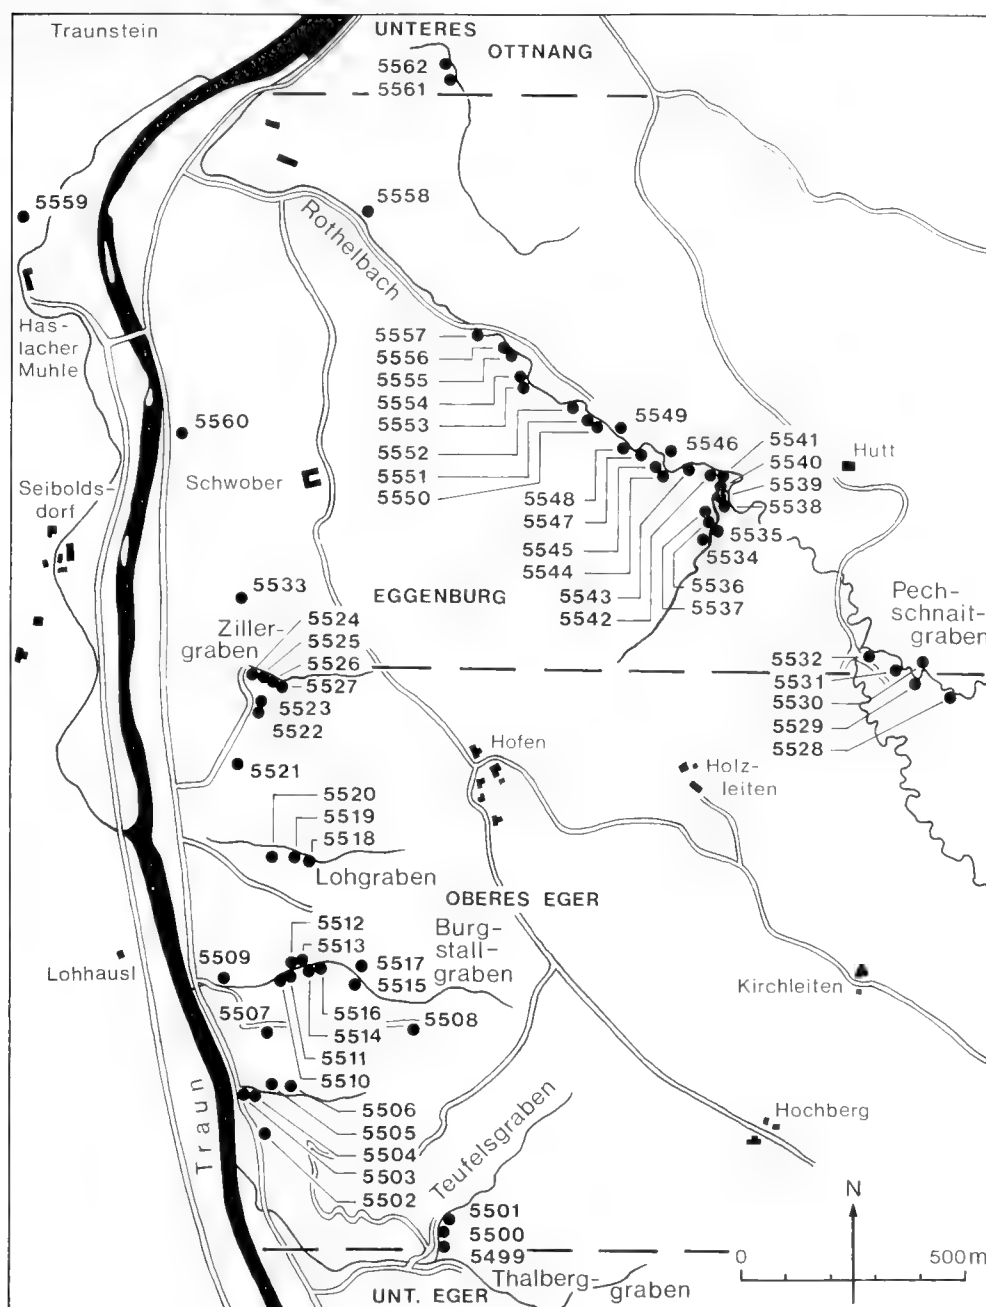 Traunstein
UNTERES
OTTNANG
5562
5561
5559
5558
Rothelbach
Has-
lacher
Muhle
5557
5556
5555
5554
5553
5552
5551
5550
5549
5546
5541
5540
5539
5538
5535
5534
5536
5537
5548
5547
5545
5544
5543
5542
Hutt
5560
Schwober
Seibolds-
dorf
5533
EGGENBURG
Ziller-
graben
5524
5525
5526
5527
5523
5522
5521
Pech-
schnait-
graben
5532
5531
5530
5529
5528
Hofen
Holz-
leiten
5520
5519
5518
Lohgraben
OBERES EGER
5512
5513
Burg-
stall-
graben
5509
5517
5515
Lohhausl
5507
5516
5508
5514
5511
5510
Kirchleiten
5506
5505
5504
5503
5502
Traun
Teufelsgraben
Hochberg
5501
5500
5499
N
0 500m
Thalberg-
graben
UNT. EGER